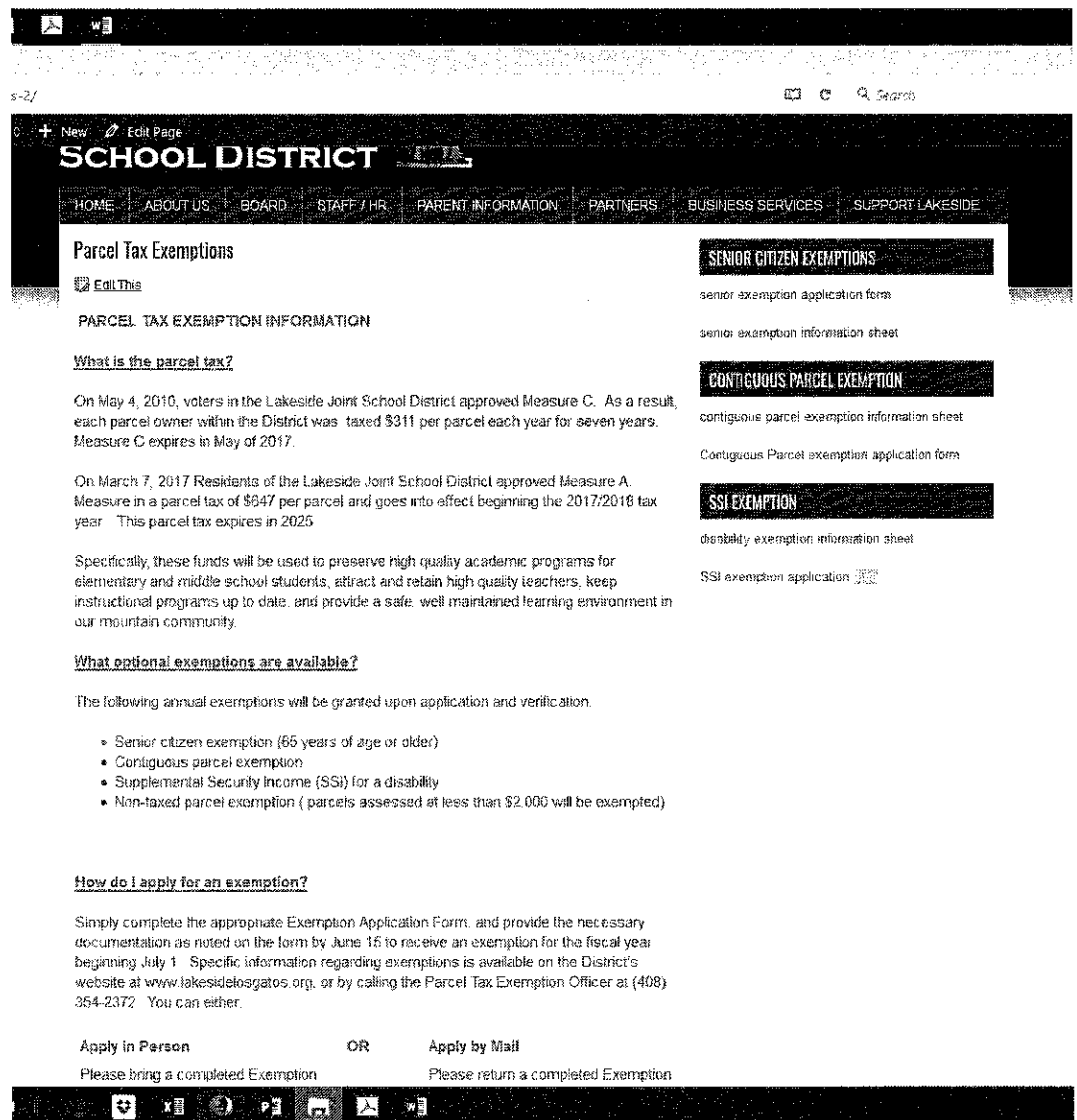 s-2/
Search
+ New Edit Page
SCHOOL DISTRICT
HOME ABOUT US BOARD STAFF / HR PARENT INFORMATION PARTNERS BUSINESS SERVICES SUPPORT LAKESIDE
Parcel Tax Exemptions
Edit This
PARCEL TAX EXEMPTION INFORMATION
What is the parcel tax?
On May 4, 2010, voters in the Lakeside Joint School District approved Measure C. As a result,
each parcel owner within the District was taxed $311 per parcel each year for seven years.
Measure C expires in May of 2017.
On March 7, 2017 Residents of the Lakeside Joint School District approved Measure A.
Measure in a parcel tax of $647 per parcel and goes into effect beginning the 2017/2018 tax
year This parcel tax expires in 2025
Specifically, these funds will be used to preserve high quality academic programs for
elementary and middle school students, attract and retain high quality teachers, keep
instructional programs up to date, and provide a safe, well maintained learning environment in
our mountain community.
What optional exemptions are available?
The following annual exemptions will be granted upon application and verification.
• Senior citizen exemption (65 years of age or older)
• Contiguous parcel exemption
• Supplemental Security Income (SSI) for a disability
• Non-taxed parcel exemption ( parcels assessed at less than $2,000 will be exempted)
How do I apply for an exemption?
Simply complete the appropriate Exemption Application Form, and provide the necessary
documentation as noted on the form by June 15 to receive an exemption for the fiscal year
beginning July 1 Specific information regarding exemptions is available on the District's
website at www.lakesidelosgatos.org, or by calling the Parcel Tax Exemption Officer at (408)
354-2372 You can either.
Apply in Person OR Apply by Mail
Please bring a completed Exemption Please return a completed Exemption
SENIOR CITIZEN EXEMPTIONS
senior exemption application form
senior exemption information sheet
CONTIGUOUS PARCEL EXEMPTION
contiguous parcel exemption information sheet
Contiguous Parcel exemption application form
SSI EXEMPTION
disability exemption information sheet
SSI exemption application